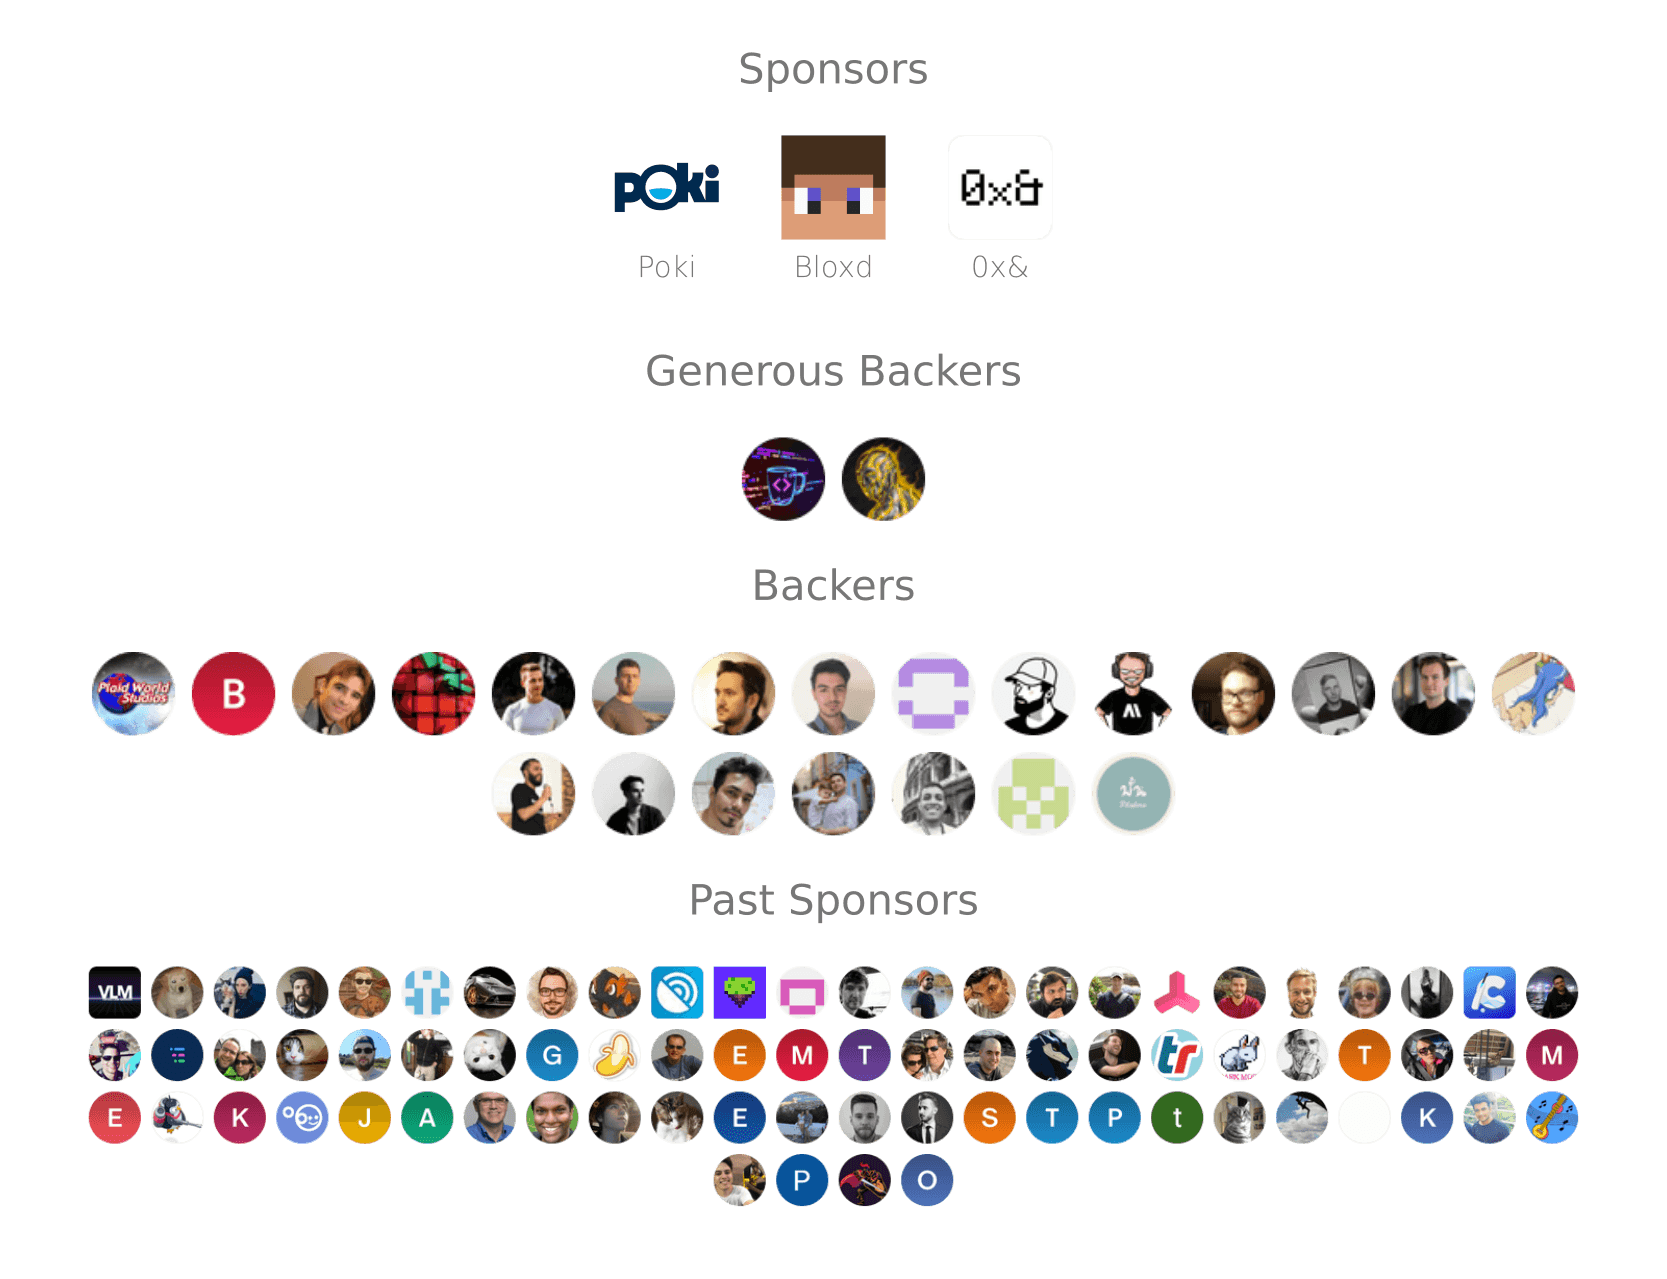 Sponsors
poki
0x&
Poki
Bloxd
0x&
Generous Backers
<>
Backers
Plaid World
Studios
B
Past Sponsors
VLM
C
G
E
M
T
tr
T
M
E
K
J
A
E
S
T
P
t
K
P
O